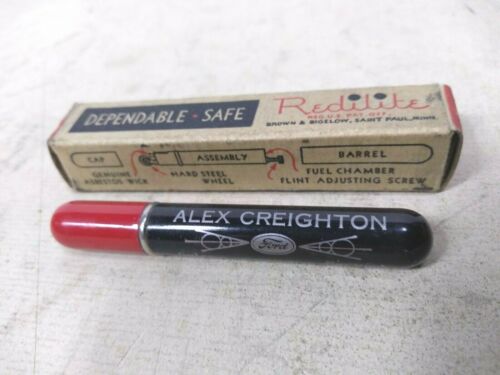 DEPENDABLE • SAFE
Redilite
REG. U.S. PAT. OFF.
BROWN & BIGELOW, SAINT PAUL, MINN.
CAP
ASSEMBLY
BARREL
GENUINE
ASBESTOS WICK
HARD STEEL
WHEEL
FUEL CHAMBER
FLINT ADJUSTING SCREW
ALEX CREIGHTON
Ford